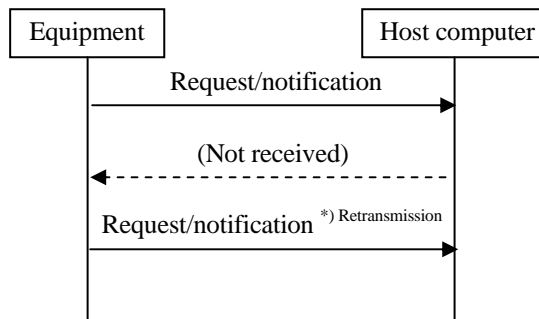 Equipment
Host computer
Request/notification
(Not received)
Request/notification *) Retransmission